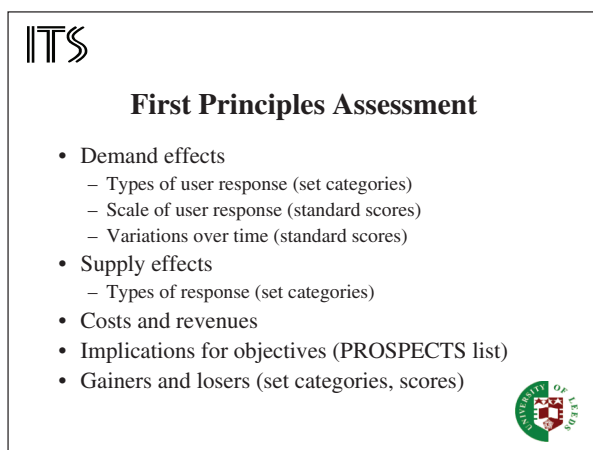 ITS
First Principles Assessment
• Demand effects
– Types of user response (set categories)
– Scale of user response (standard scores)
– Variations over time (standard scores)
• Supply effects
– Types of response (set categories)
• Costs and revenues
• Implications for objectives (PROSPECTS list)
• Gainers and losers (set categories, scores)
UNIVERSITY OF LEEDS